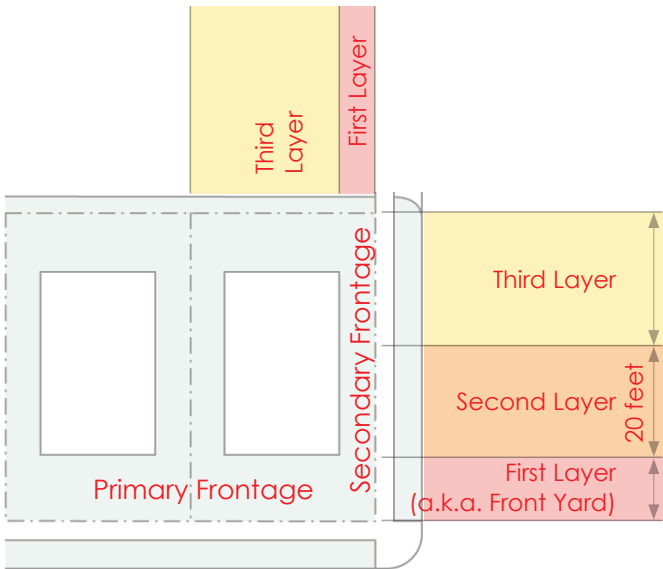 Third
Layer
First Layer
Secondary Frontage
Primary Frontage
Third Layer
Second Layer
20 feet
First Layer
(a.k.a. Front Yard)